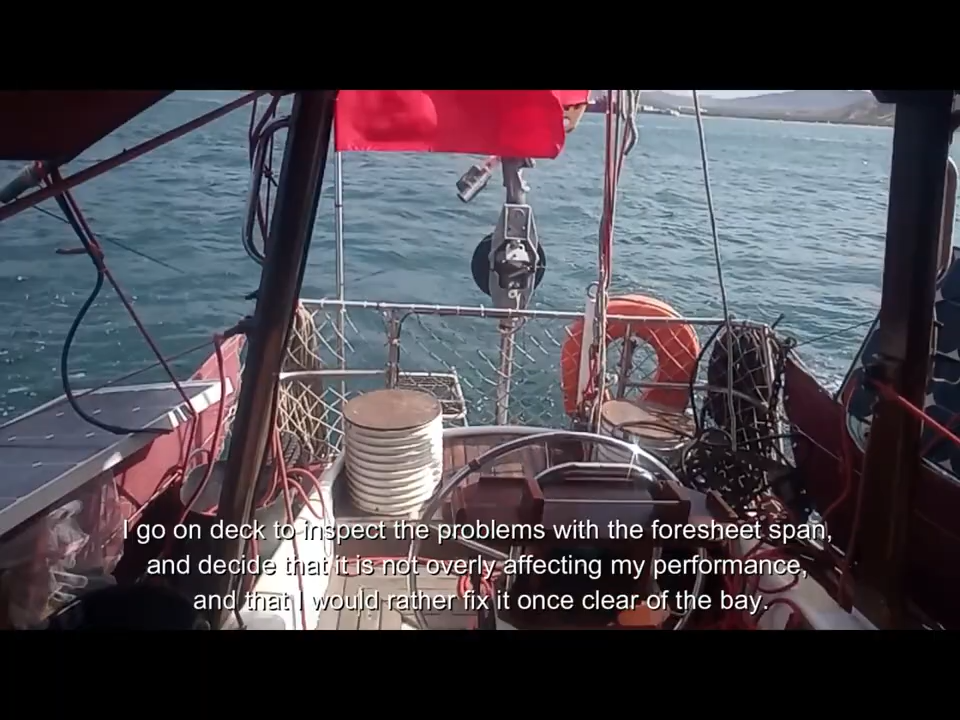 I go on deck to inspect the problems with the foresheet span,
and decide that it is not overly affecting my performance,
and that I would rather fix it once clear of the bay.